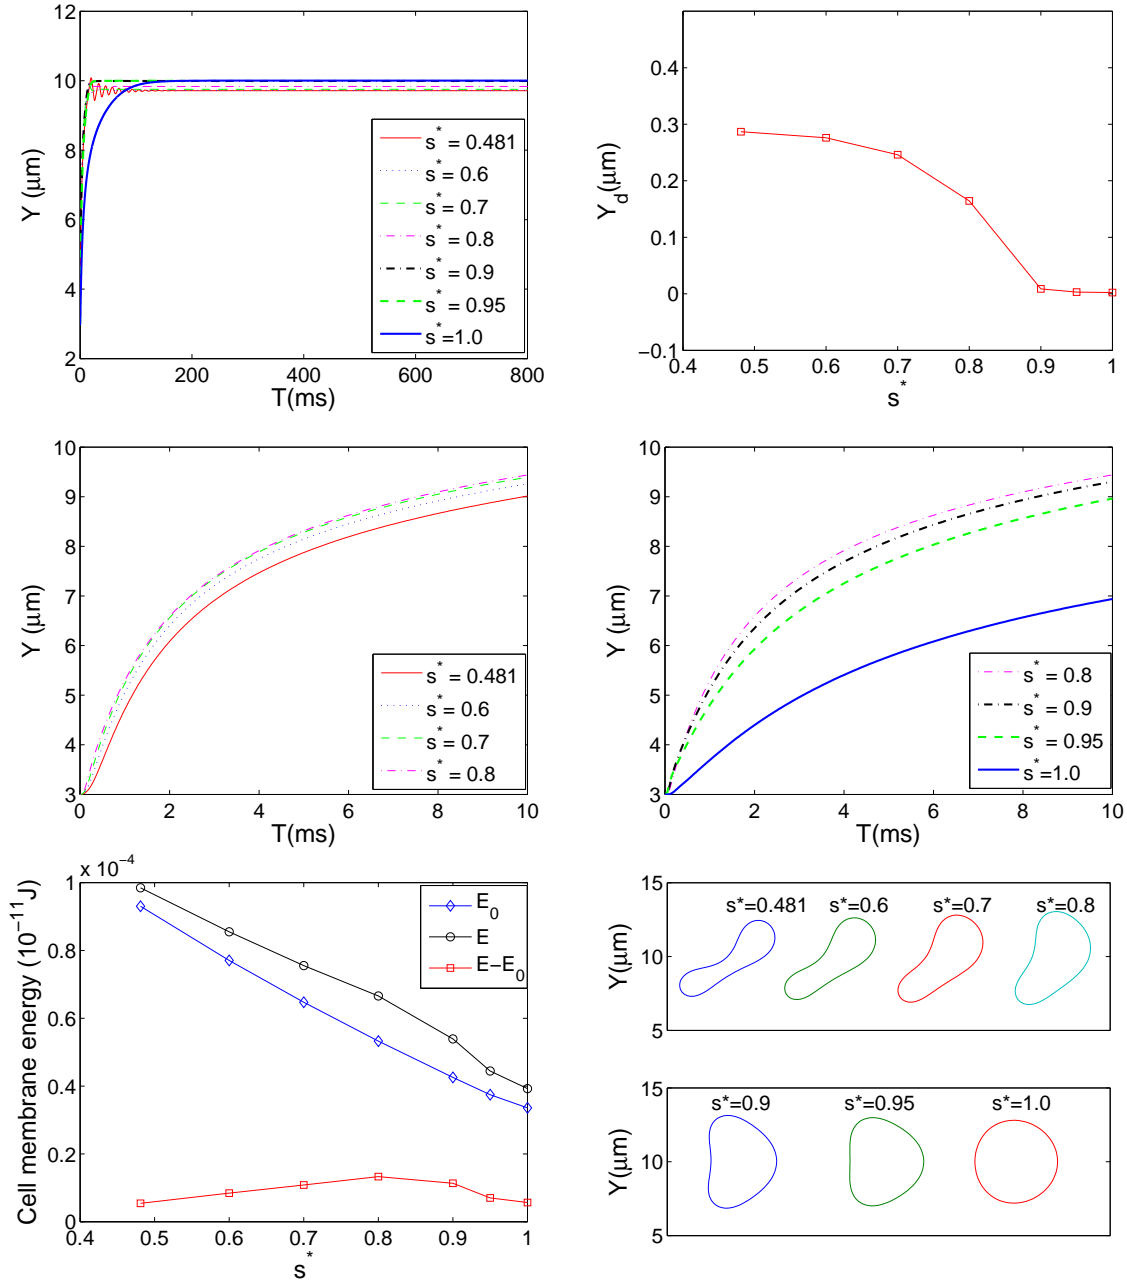 12
10
8
6
4
2
Y (μm)
0 200 400 600 800
T(ms)
s* = 0.481
s* = 0.6
s* = 0.7
s* = 0.8
s* = 0.9
s* = 0.95
s* =1.0
0.4
0.3
0.2
0.1
0
−0.1
Y_d(μm)
0.4 0.5 0.6 0.7 0.8 0.9 1
s*
10
9
8
7
6
5
4
3
Y (μm)
0 2 4 6 8 10
T(ms)
s* = 0.481
s* = 0.6
s* = 0.7
s* = 0.8
10
9
8
7
6
5
4
3
Y (μm)
0 2 4 6 8 10
T(ms)
s* = 0.8
s* = 0.9
s* = 0.95
s* =1.0
x 10^−4
1
0.8
0.6
0.4
0.2
0
Cell membrane energy (10^−11J)
0.4 0.5 0.6 0.7 0.8 0.9 1
s*
E_0
E
E−E_0
15
10
5
Y(μm)
s*=0.481 s*=0.6 s*=0.7 s*=0.8
15
10
5
Y(μm)
s*=0.9 s*=0.95 s*=1.0